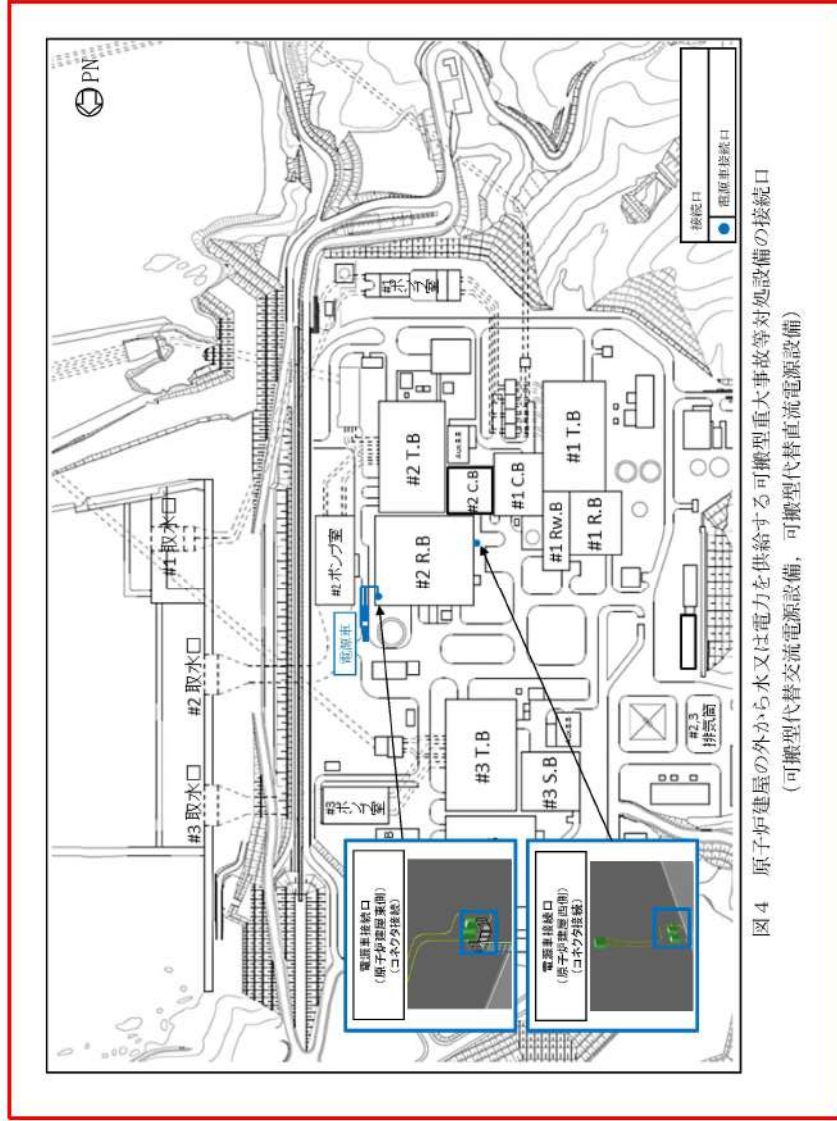 PN
#3 取水口
#2 取水口
#1 取水口
#3
ポンプ室
#2 ポンプ室
#1
ポンプ室
電源車
#3 T.B
#2 R.B
#2 T.B
#3 S.B
#2 C.B
#1 C.B
#1 Rw.B
#1 T.B
#1 R.B
#2,3
排気筒
B
電源車接続口
(原子炉建屋東側)
(コネクタ接続)
電源車接続口
(原子炉建屋西側)
(コネクタ接続)
接続口
電源車接続口
図4 原子炉建屋の外から水又は電力を供給する可搬型重大事故等対処設備の接続口
(可搬型代替交流電源設備, 可搬型代替直流電源設備)